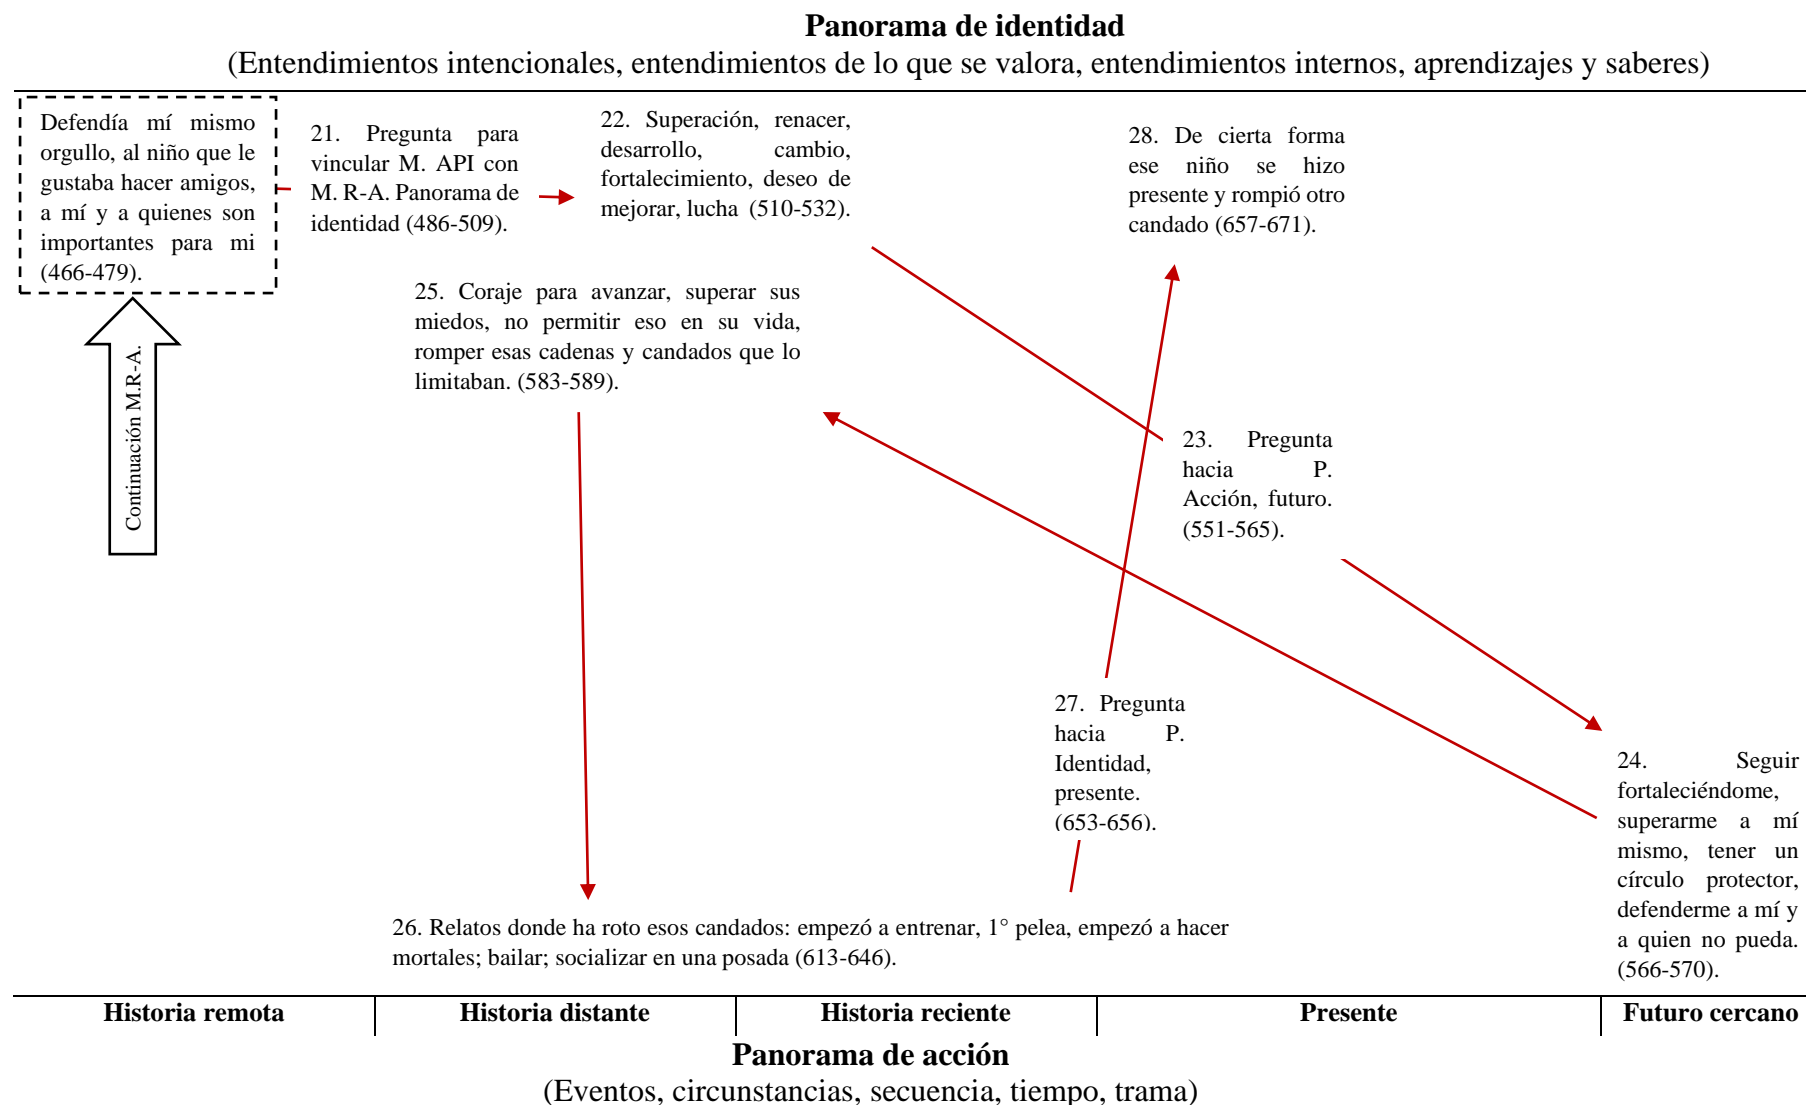 Panorama de identidad
(Entendimientos intencionales, entendimientos de lo que se valora, entendimientos internos, aprendizajes y saberes)
Defendía mí mismo
orgullo, al niño que le
gustaba hacer amigos,
a mí y a quienes son
importantes para mi
(466-479).
21. Pregunta para
vincular M. API con
M. R-A. Panorama de
identidad (486-509).
22. Superación, renacer,
desarrollo, cambio,
fortalecimiento, deseo de
mejorar, lucha (510-532).
28. De cierta forma
ese niño se hizo
presente y rompió otro
candado (657-671).
Continuación M.R-A.
25. Coraje para avanzar, superar sus
miedos, no permitir eso en su vida,
romper esas cadenas y candados que lo
limitaban. (583-589).
23. Pregunta
hacia P.
Acción, futuro.
(551-565).
27. Pregunta
hacia P.
Identidad,
presente.
(653-656).
24. Seguir
fortaleciéndome,
superarme a mí
mismo, tener un
círculo protector,
defenderme a mí y
a quien no pueda.
(566-570).
26. Relatos donde ha roto esos candados: empezó a entrenar, 1° pelea, empezó a hacer
mortales; bailar; socializar en una posada (613-646).
Historia remota
Historia distante
Historia reciente
Presente
Futuro cercano
Panorama de acción
(Eventos, circunstancias, secuencia, tiempo, trama)